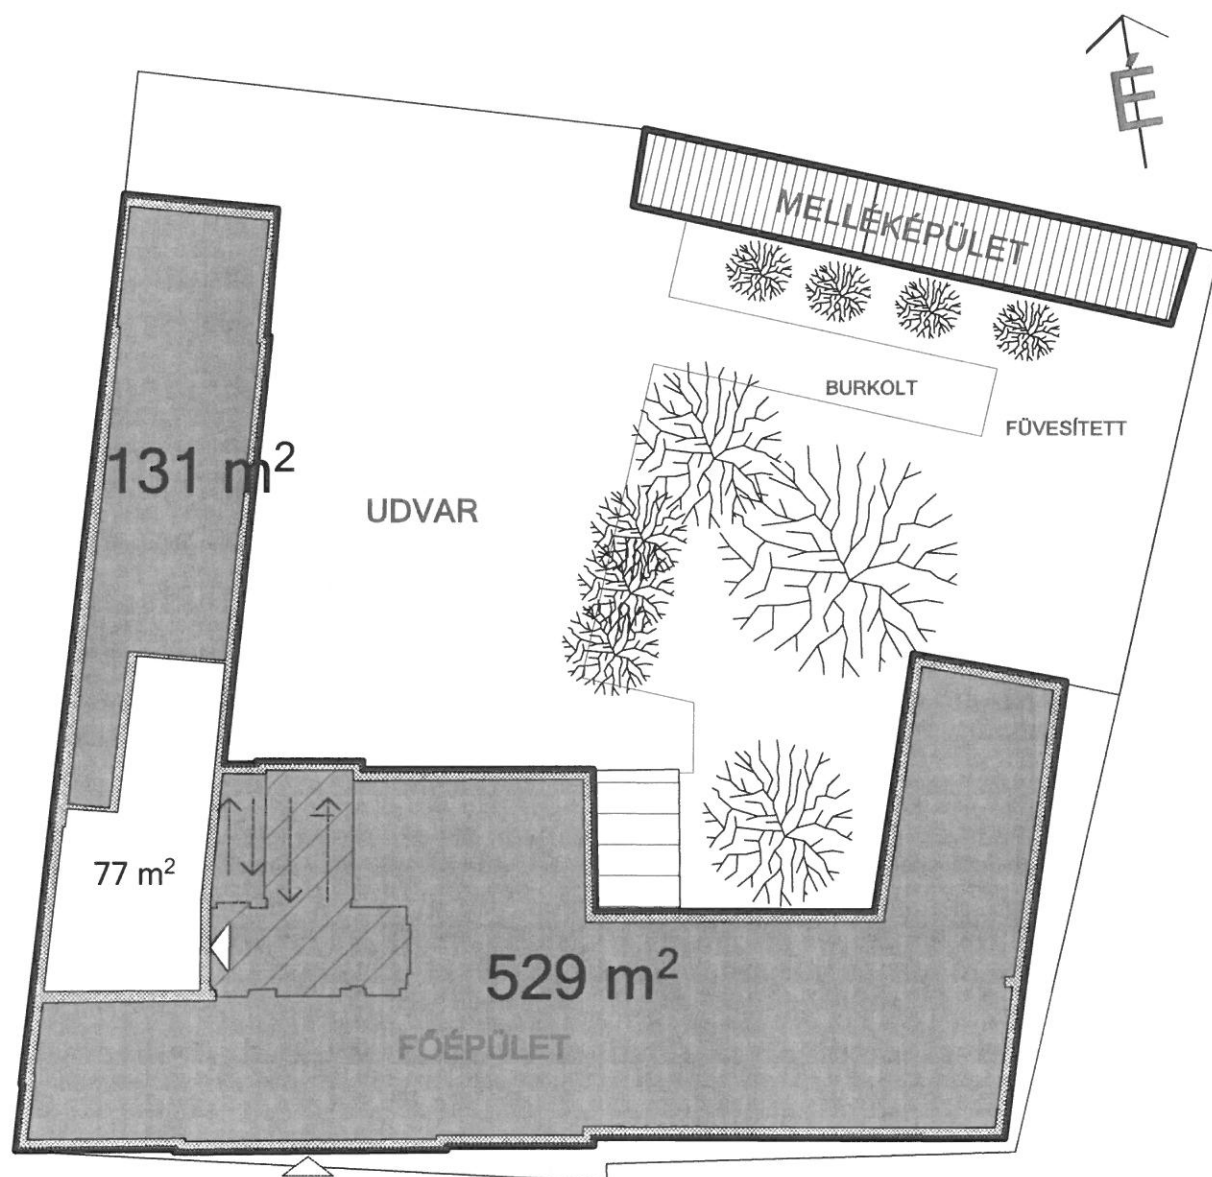 É
MELLÉKÉPÜLET
BURKOLT
FÜVESÍTETT
131 m²
UDVAR
77 m²
529 m²
FŐÉPÜLET